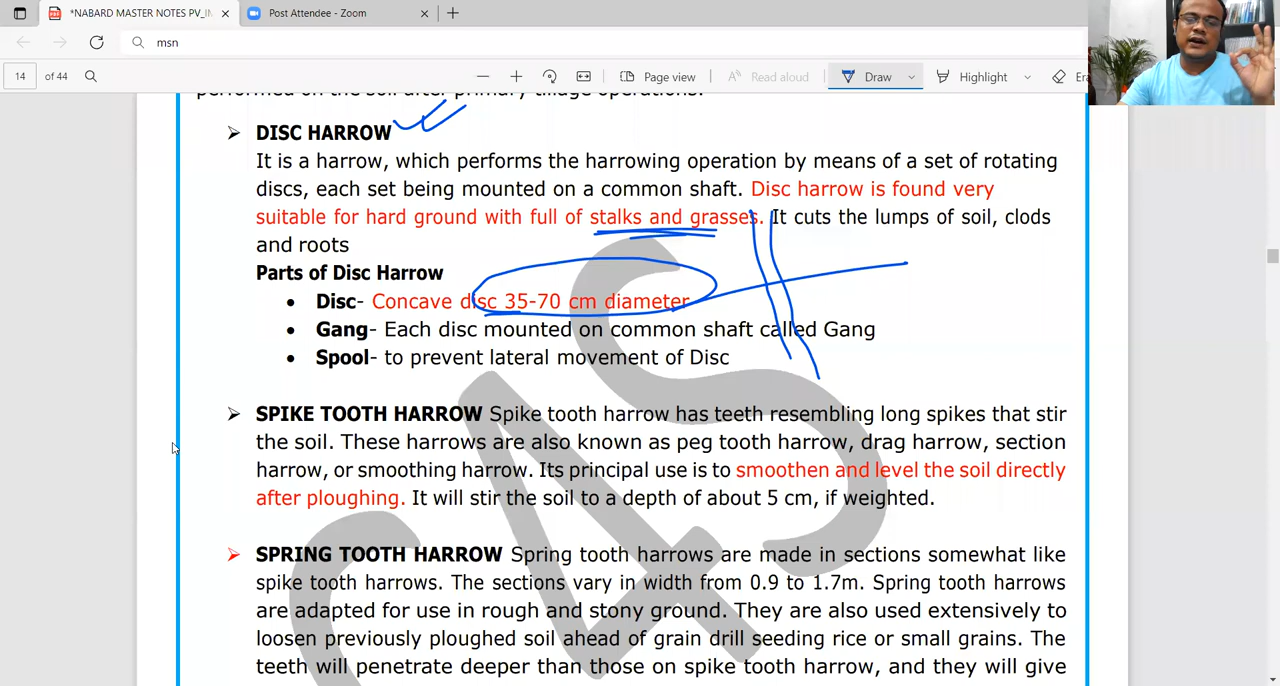 *NABARD MASTER NOTES PV_IN
Post Attendee - Zoom
msn
14 of 44
Page view
Read aloud
Draw
Highlight
Era
performed on the soil after primary tillage operations.
DISC HARROW
It is a harrow, which performs the harrowing operation by means of a set of rotating
discs, each set being mounted on a common shaft. Disc harrow is found very
suitable for hard ground with full of stalks and grasses. It cuts the lumps of soil, clods
and roots
Parts of Disc Harrow
• Disc- Concave disc 35-70 cm diameter
• Gang- Each disc mounted on common shaft called Gang
• Spool- to prevent lateral movement of Disc
SPIKE TOOTH HARROW Spike tooth harrow has teeth resembling long spikes that stir
the soil. These harrows are also known as peg tooth harrow, drag harrow, section
harrow, or smoothing harrow. Its principal use is to smoothen and level the soil directly
after ploughing. It will stir the soil to a depth of about 5 cm, if weighted.
SPRING TOOTH HARROW Spring tooth harrows are made in sections somewhat like
spike tooth harrows. The sections vary in width from 0.9 to 1.7m. Spring tooth harrows
are adapted for use in rough and stony ground. They are also used extensively to
loosen previously ploughed soil ahead of grain drill seeding rice or small grains. The
teeth will penetrate deeper than those on spike tooth harrow, and they will give
C4S